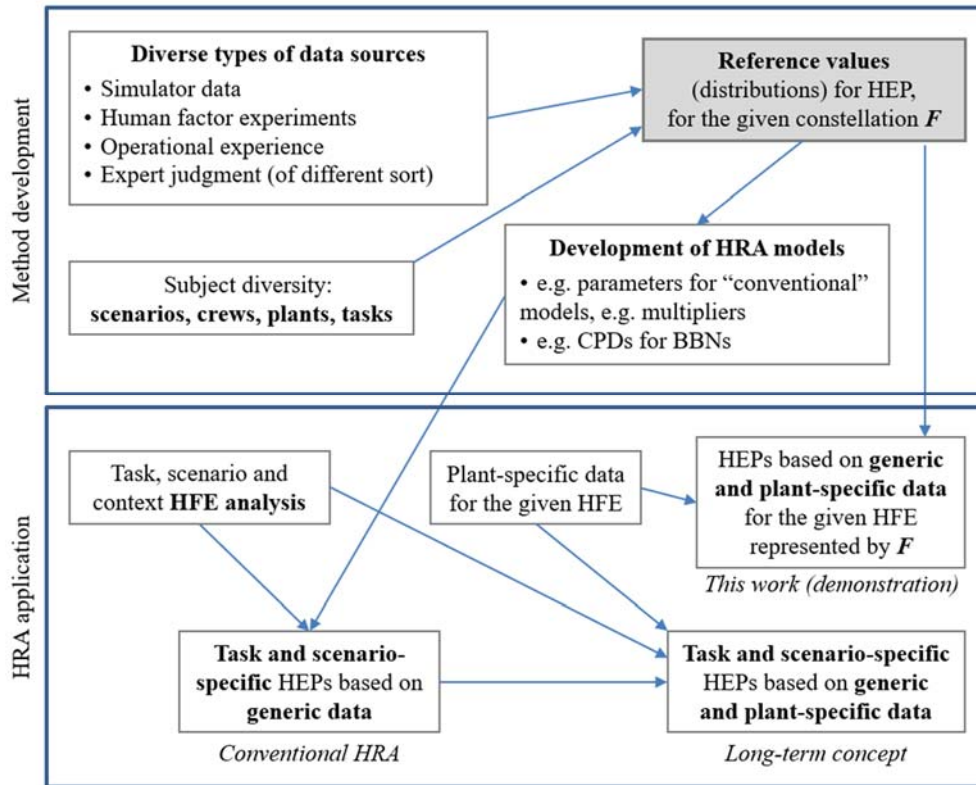 Method development
Diverse types of data sources
• Simulator data
• Human factor experiments
• Operational experience
• Expert judgment (of different sort)
Reference values
(distributions) for HEP,
for the given constellation F
Subject diversity:
scenarios, crews, plants, tasks
Development of HRA models
• e.g. parameters for “conventional”
models, e.g. multipliers
• e.g. CPDs for BBNs
HRA application
Task, scenario and
context HFE analysis
Plant-specific data
for the given HFE
HEPs based on generic
and plant-specific data
for the given HFE
represented by F
This work (demonstration)
Task and scenario-
specific HEPs based on
generic data
Conventional HRA
Task and scenario-specific
HEPs based on generic
and plant-specific data
Long-term concept